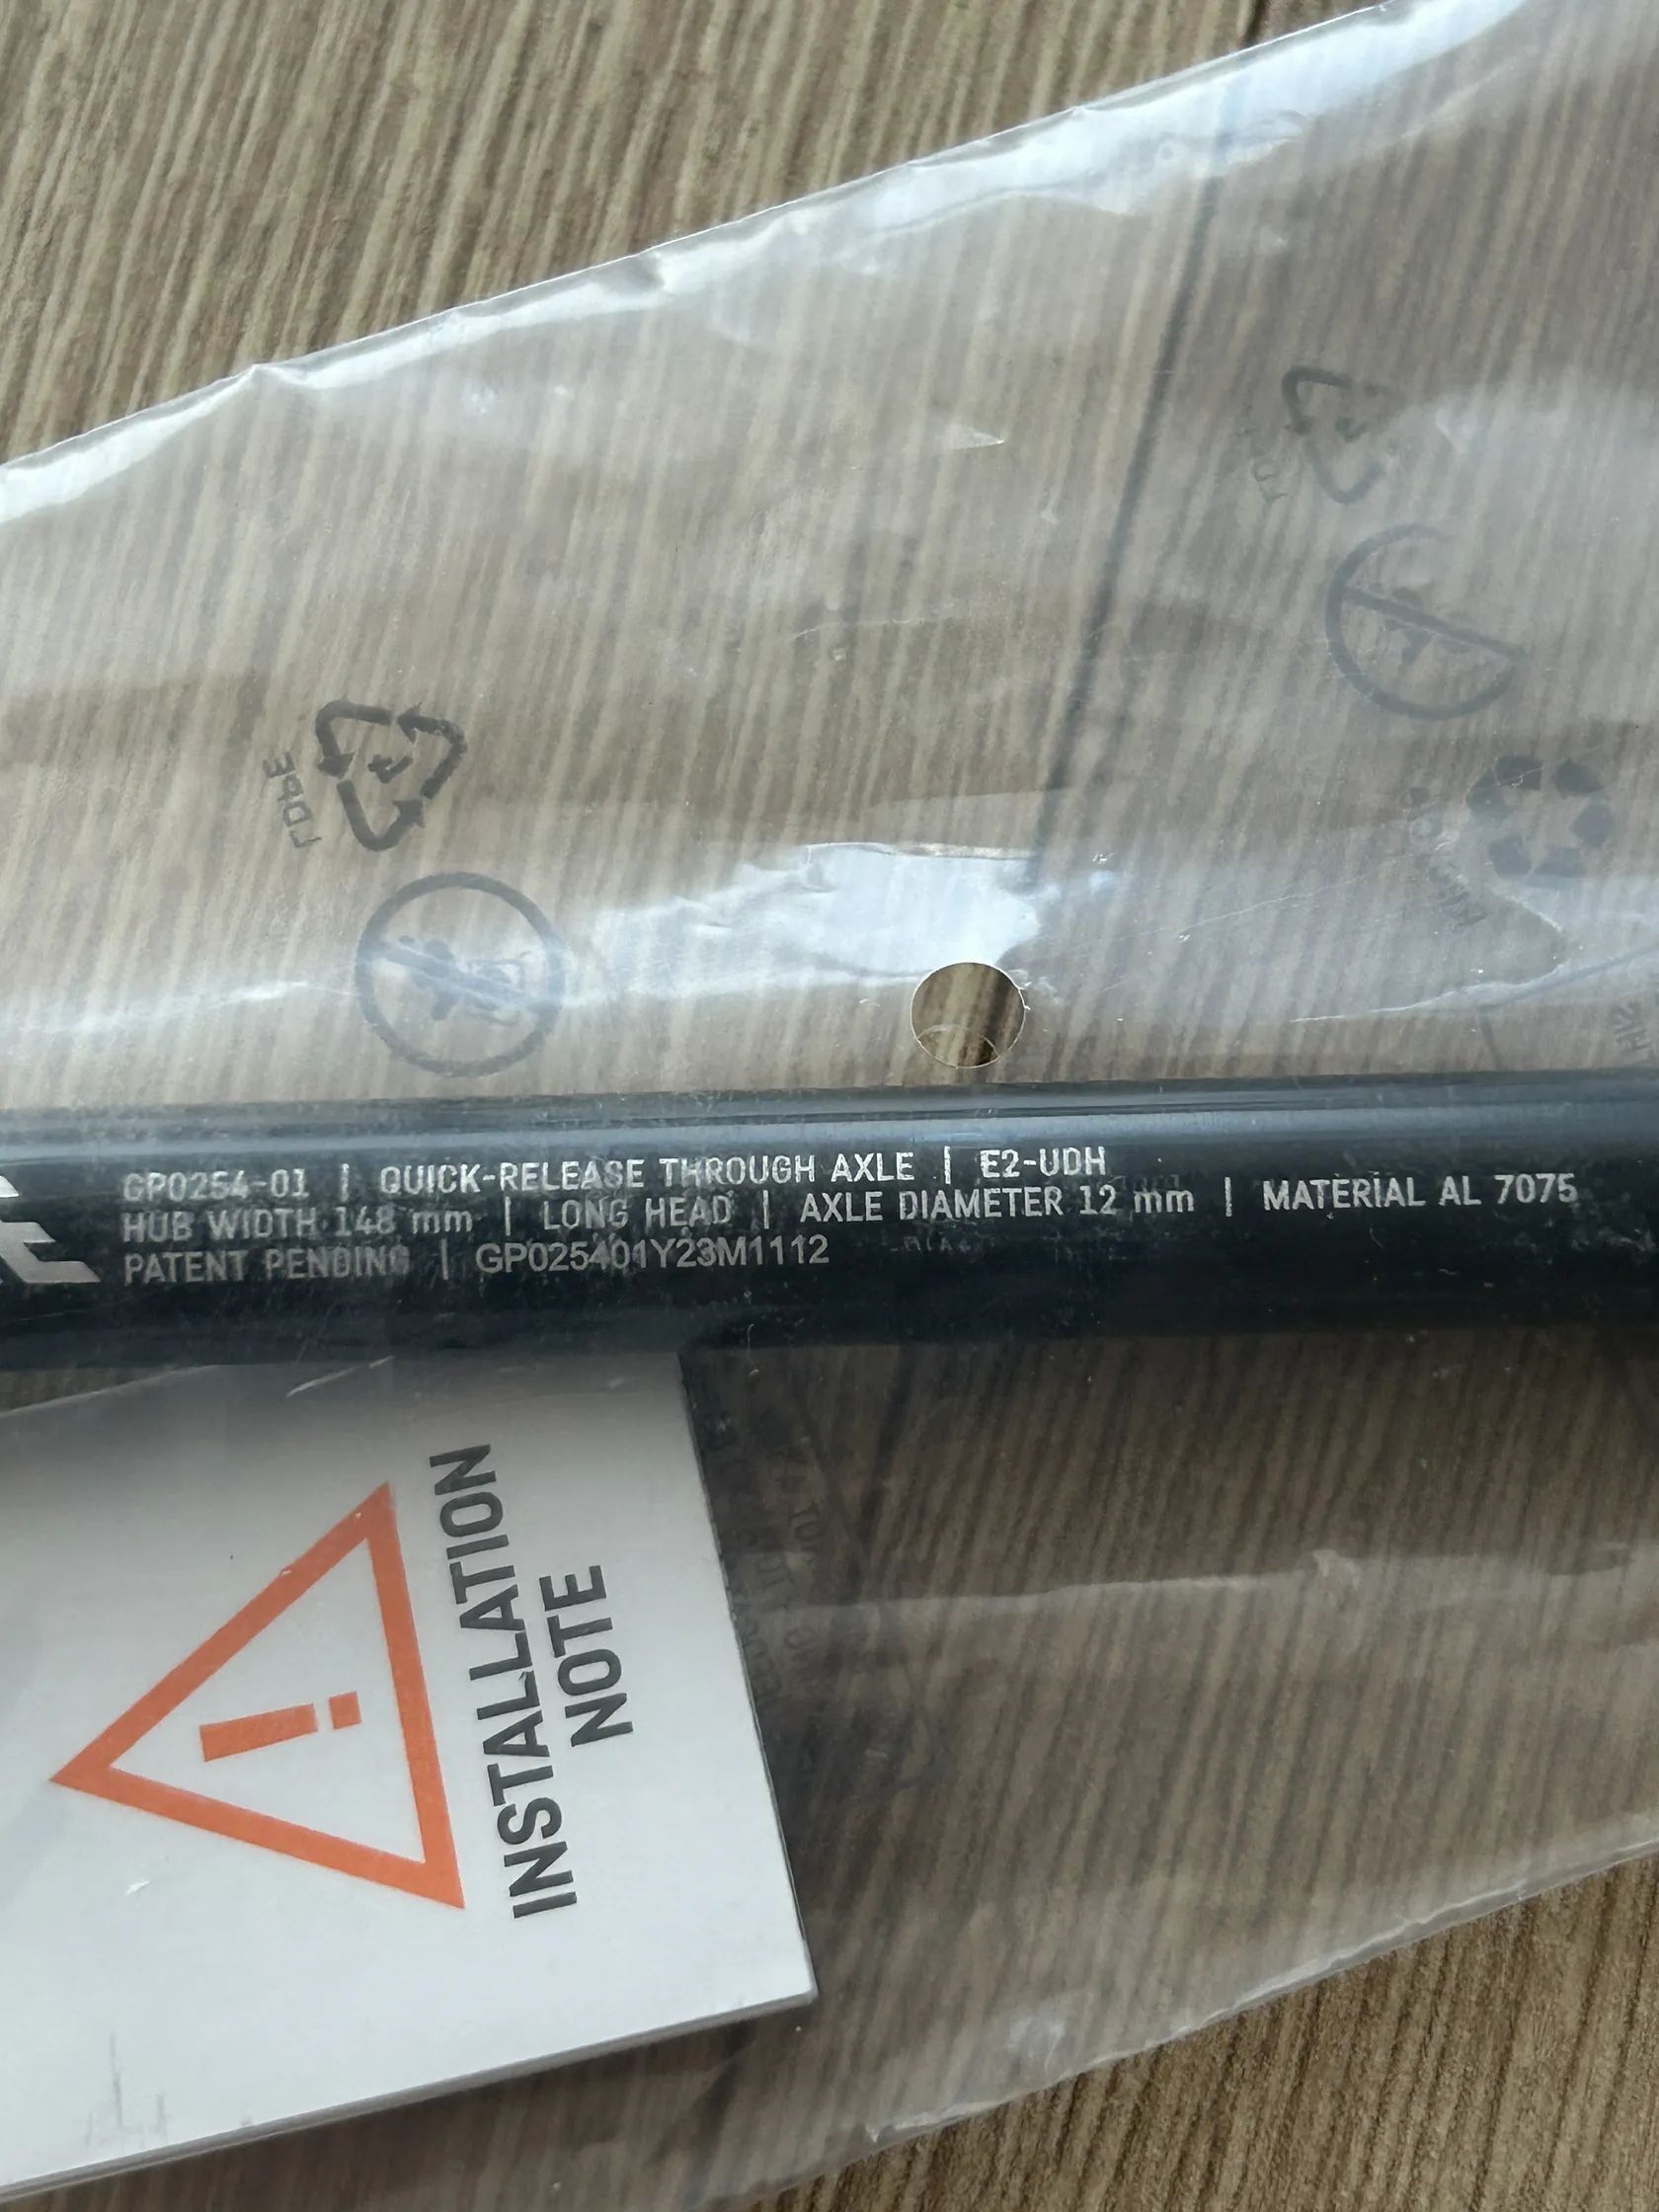 GP0254-01 | QUICK-RELEASE THROUGH AXLE | E2-UDH
HUB WIDTH 148 mm | LONG HEAD | AXLE DIAMETER 12 mm | MATERIAL AL 7075
PATENT PENDING | GP025401Y23M1112
INSTALLATION
NOTE
LDPE